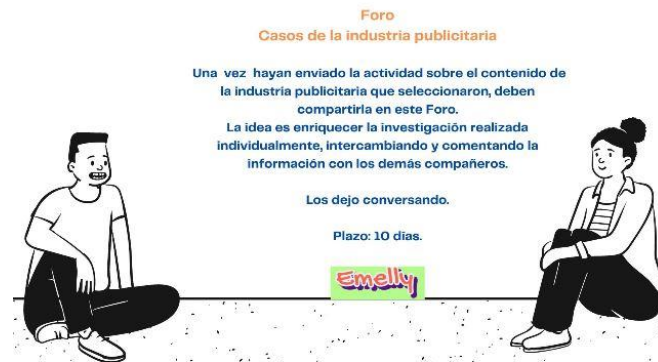 Foro
Casos de la industria publicitaria
Una vez hayan enviado la actividad sobre el contenido de
la industria publicitaria que seleccionaron, deben
compartirla en este Foro.
La idea es enriquecer la investigación realizada
individualmente, intercambiando y comentando la
información con los demás compañeros.
Los dejo conversando.
Plazo: 10 días.
Emelly